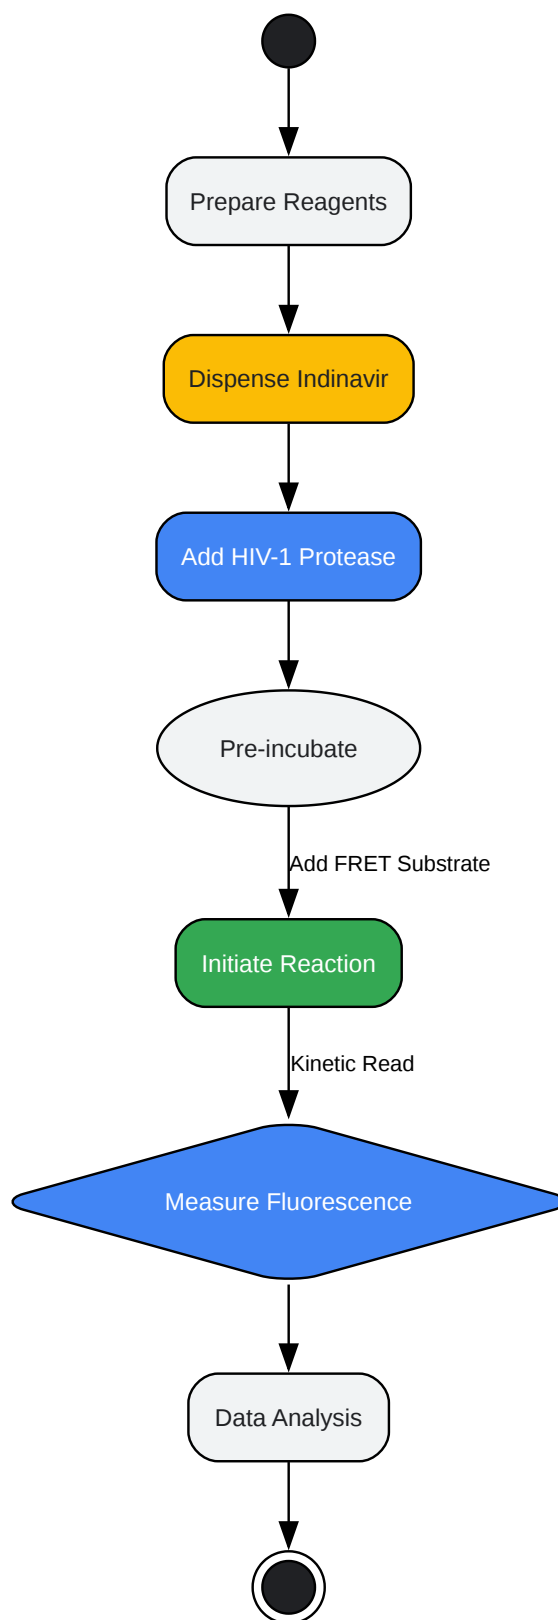 Prepare Reagents
Dispense Indinavir
Add HIV-1 Protease
Pre-incubate
Add FRET Substrate
Initiate Reaction
Kinetic Read
Measure Fluorescence
Data Analysis